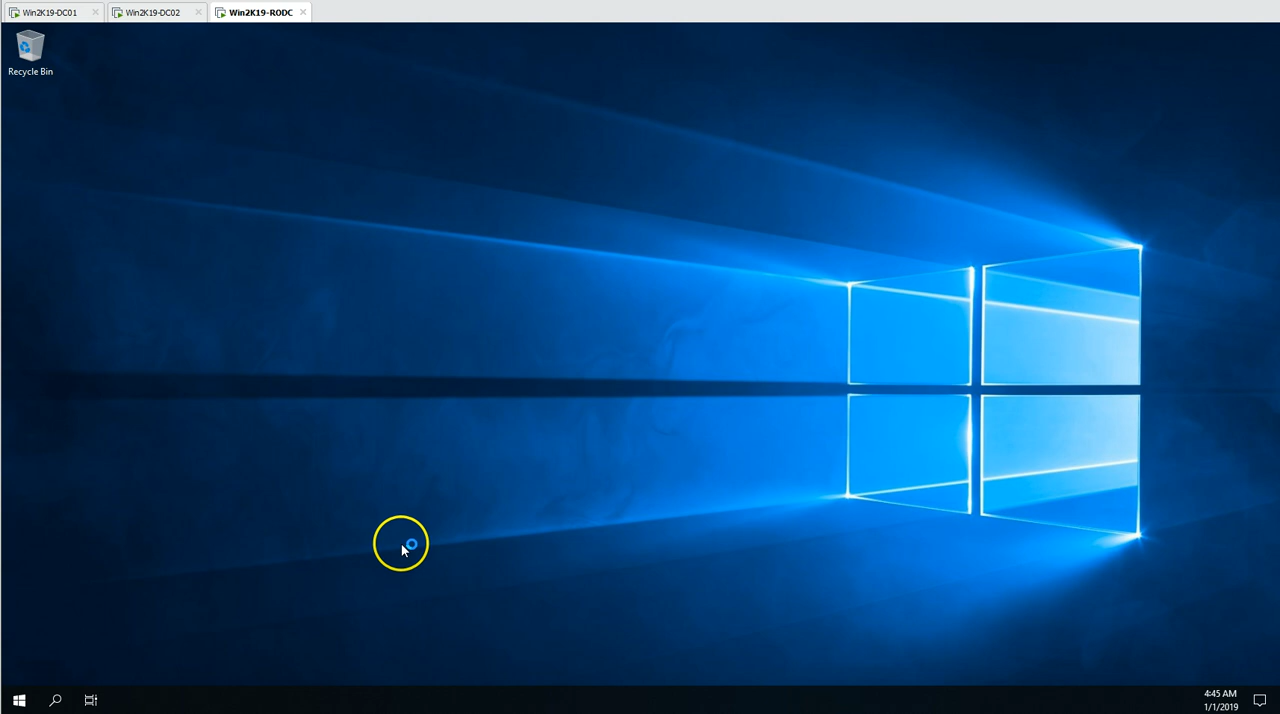 Win2K19-DC01
Win2K19-DC02
Win2K19-RODC
Recycle Bin
4:45 AM
1/1/2019